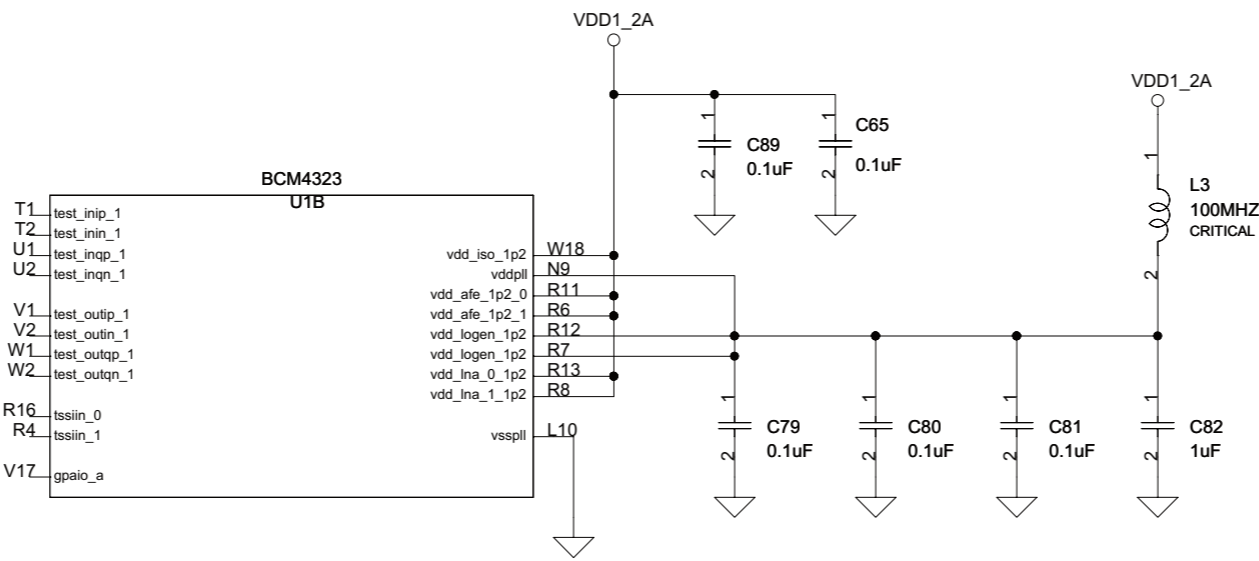 VDD1_2A
VDD1_2A
1
C89
0.1uF
2
1
C65
0.1uF
2
1
L3
100MHZ
CRITICAL
2
BCM4323
U1B
T1 test_inip_1
T2 test_inin_1
U1 test_inqp_1
U2 test_inqn_1
V1 test_outip_1
V2 test_outin_1
W1 test_outqp_1
W2 test_outqn_1
R16 tssiin_0
R4 tssiin_1
V17 gpaio_a
vdd_iso_1p2 W18
vddpll N9
vdd_afe_1p2_0 R11
vdd_afe_1p2_1 R6
vdd_logen_1p2 R12
vdd_logen_1p2 R7
vdd_lna_0_1p2 R13
vdd_lna_1_1p2 R8
vsspll L10
1
C79
0.1uF
2
1
C80
0.1uF
2
1
C81
0.1uF
2
1
C82
1uF
2